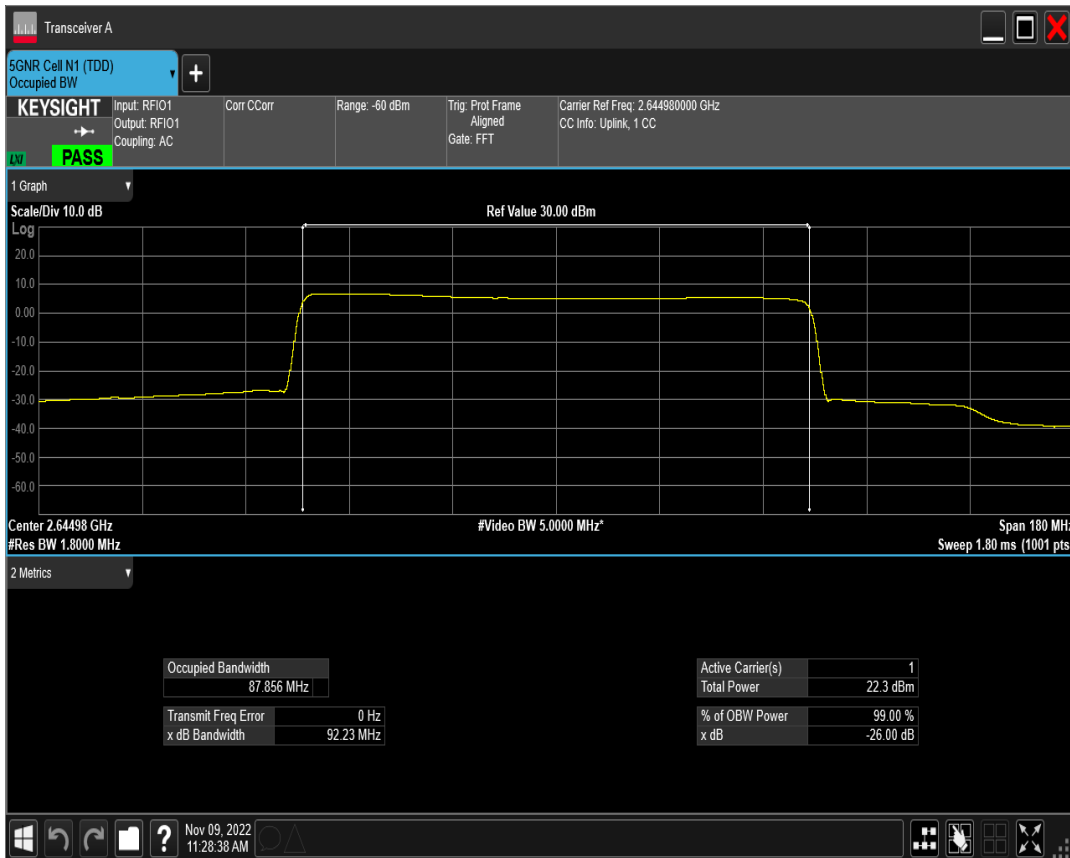 Transceiver A
5GNR Cell N1 (TDD)
Occupied BW
+
KEYSIGHT
LXI
PASS
Input: RFIO1
Output: RFIO1
Coupling: AC
Corr CCorr
Range: -60 dBm
Trig: Prot Frame
Aligned
Gate: FFT
Carrier Ref Freq: 2.644980000 GHz
CC Info: Uplink, 1 CC
1 Graph
Scale/Div 10.0 dB
Ref Value 30.00 dBm
Log
20.0
10.0
0.00
-10.0
-20.0
-30.0
-40.0
-50.0
-60.0
Center 2.64498 GHz
#Video BW 5.0000 MHz*
Span 180 MHz
#Res BW 1.8000 MHz
Sweep 1.80 ms (1001 pts
2 Metrics
Occupied Bandwidth
87.856 MHz
Transmit Freq Error 0 Hz
x dB Bandwidth 92.23 MHz
Active Carrier(s) 1
Total Power 22.3 dBm
% of OBW Power 99.00 %
x dB -26.00 dB
?
Nov 09, 2022
11:28:38 AM